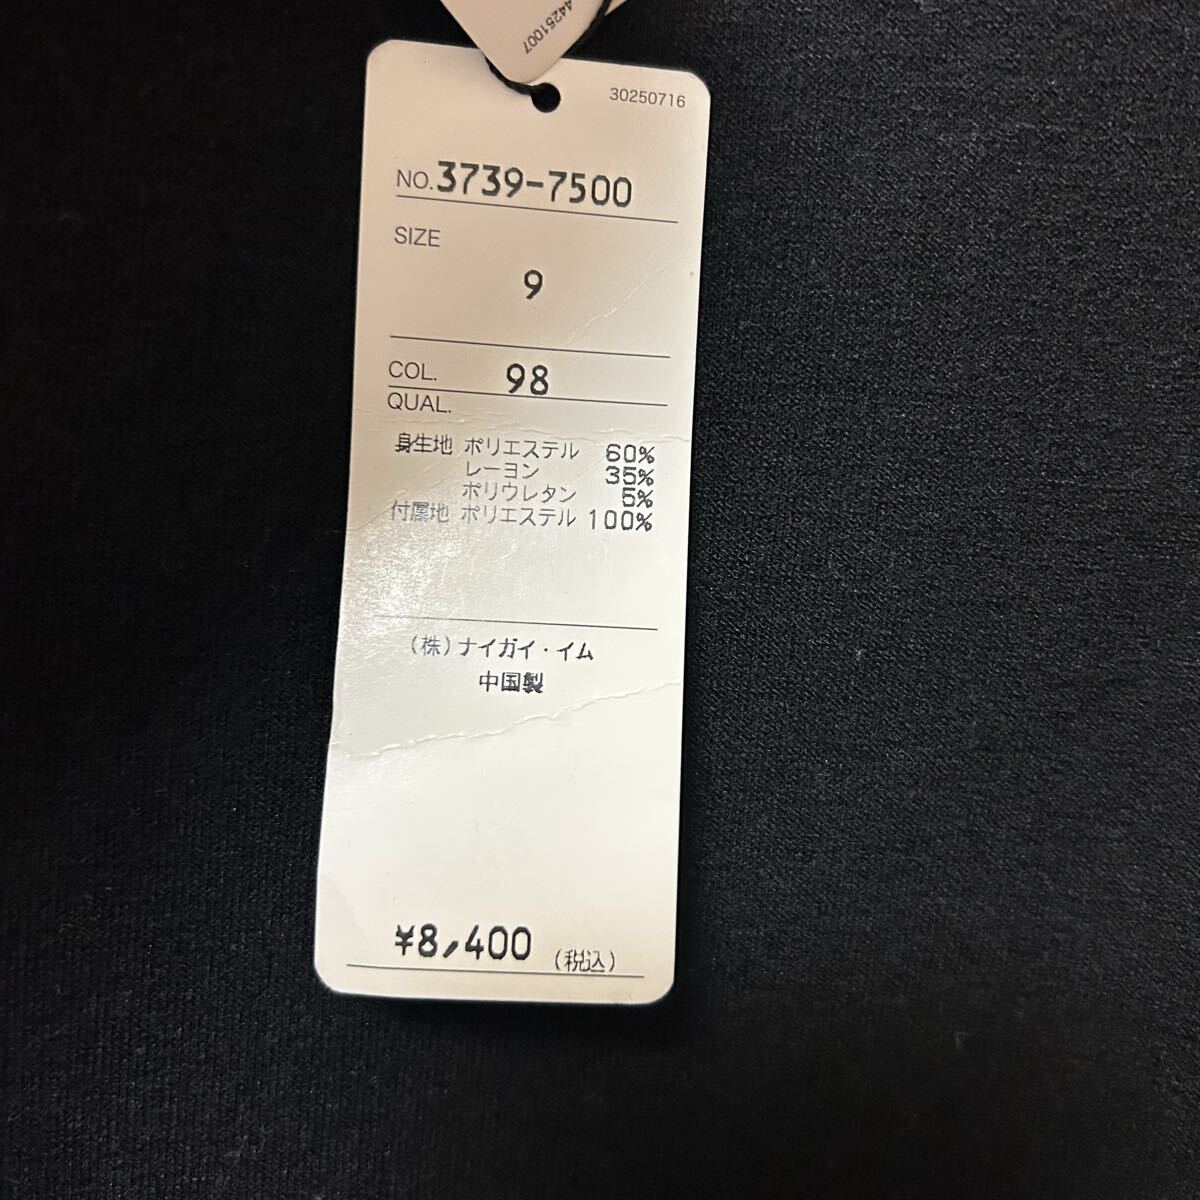 44251007
30250716
NO. 3739-7500
SIZE
9
COL. 98
QUAL.
身生地 ポリエステル 60%
レーヨン 35%
ポリウレタン 5%
付属地 ポリエステル 100%
(株)ナイガイ・イム
中国製
¥8,400 (税込)